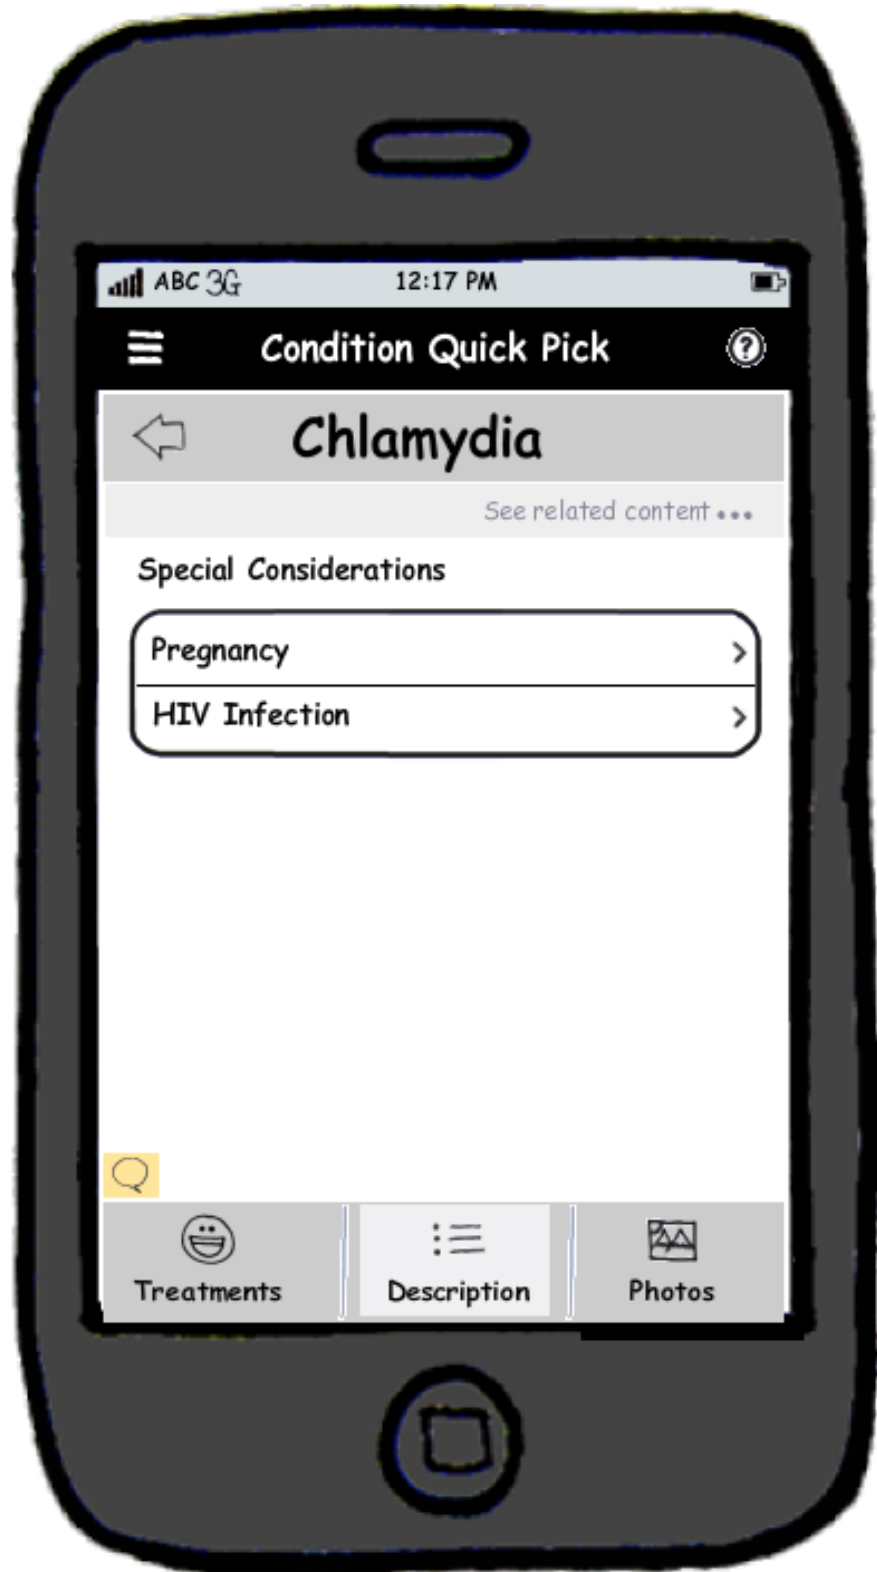 ABC 3G 12:17 PM
Condition Quick Pick ?
Chlamydia
See related content •••
Special Considerations
Pregnancy
HIV Infection
Treatments Description Photos